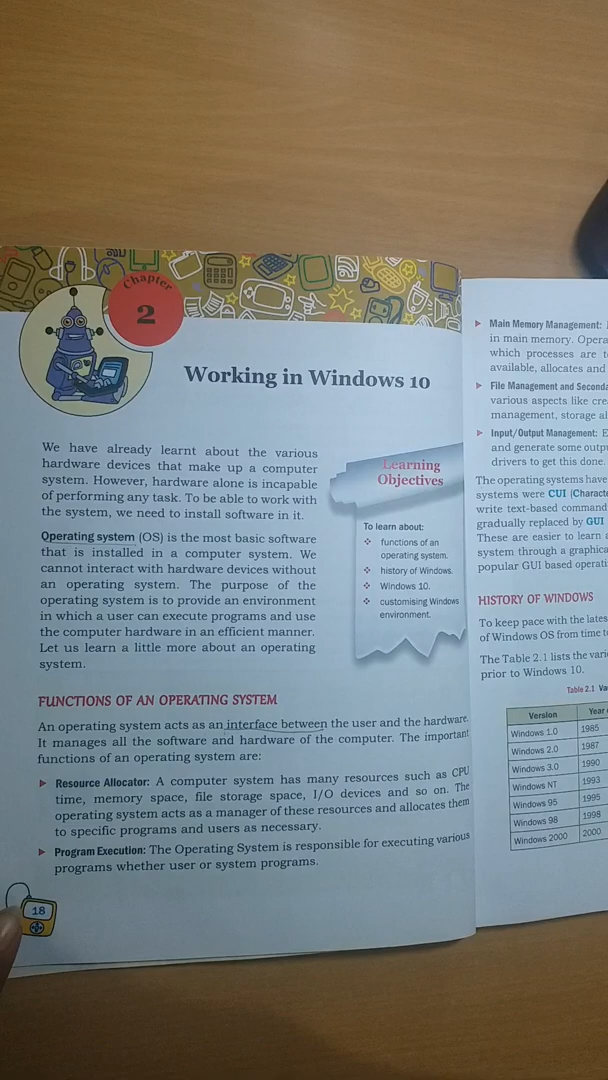 Chapter
2
Working in Windows 10
We have already learnt about the various
hardware devices that make up a computer
system. However, hardware alone is incapable
of performing any task. To be able to work with
the system, we need to install software in it.
Operating system (OS) is the most basic software
that is installed in a computer system. We
cannot interact with hardware devices without
an operating system. The purpose of the
operating system is to provide an environment
in which a user can execute programs and use
the computer hardware in an efficient manner.
Let us learn a little more about an operating
system.
Learning
Objectives
To learn about:
❖ functions of an
operating system.
❖ history of Windows.
❖ Windows 10.
❖ customising Windows
environment.
FUNCTIONS OF AN OPERATING SYSTEM
An operating system acts as an interface between the user and the hardware.
It manages all the software and hardware of the computer. The important
functions of an operating system are:
▶ Resource Allocator: A computer system has many resources such as CPU
time, memory space, file storage space, I/O devices and so on. The
operating system acts as a manager of these resources and allocates them
to specific programs and users as necessary.
▶ Program Execution: The Operating System is responsible for executing various
programs whether user or system programs.
18
▶ Main Memory Management:
in main memory. Opera
which processes are t
available, allocates and
▶ File Management and Seconda
various aspects like cre
management, storage al
▶ Input/Output Management: E
and generate some outpu
drivers to get this done.
The operating systems have
systems were CUI (Characte
write text-based command
gradually replaced by GUI
These are easier to learn a
system through a graphica
popular GUI based operati
HISTORY OF WINDOWS
To keep pace with the lates
of Windows OS from time t
The Table 2.1 lists the vari
prior to Windows 10.
Table 2.1 Va
Version Year
Windows 1.0 1985
Windows 2.0 1987
Windows 3.0 1990
Windows NT 1993
Windows 95 1995
Windows 98 1998
Windows 2000 2000